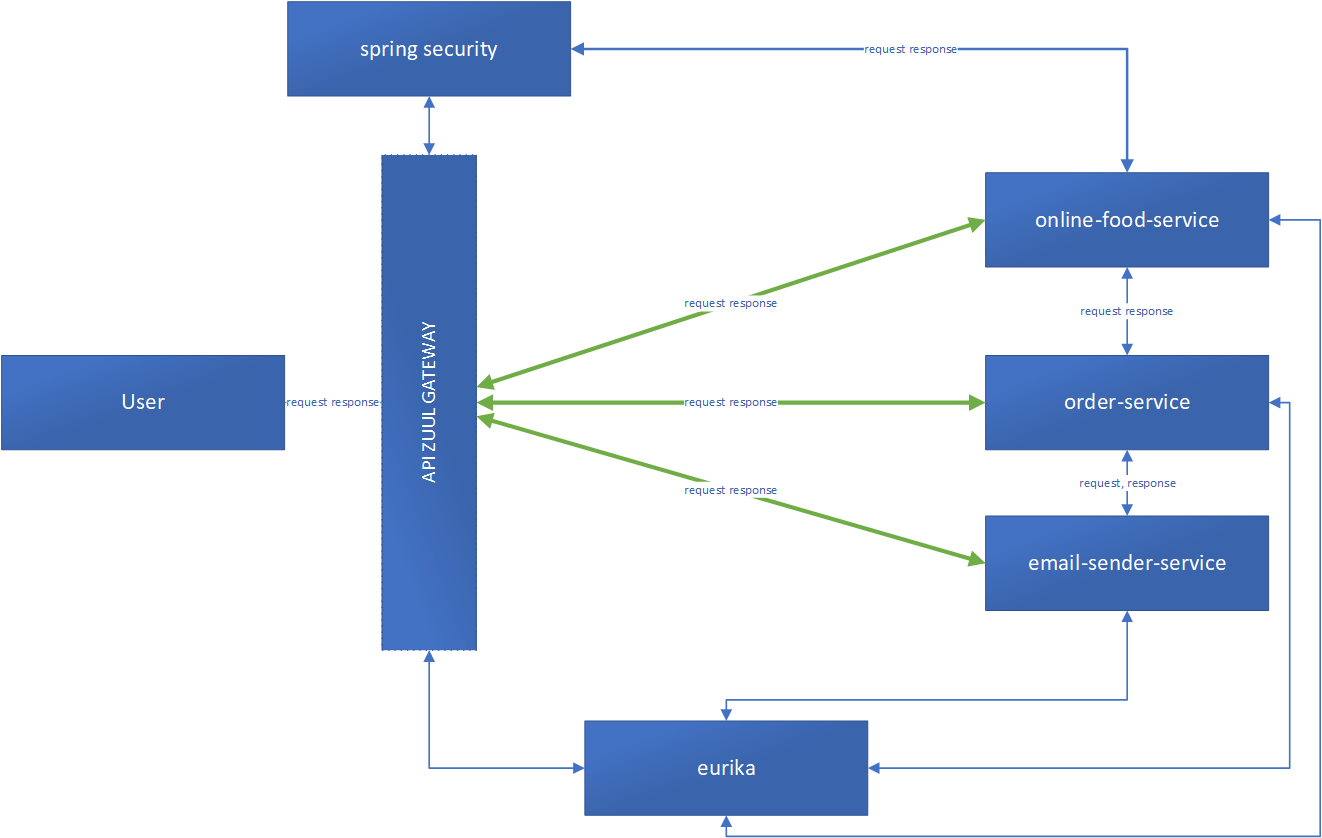 spring security
request response
online-food-service
request response
request response
API ZUUL GATEWAY
User
request response
request response
order-service
request, response
request response
email-sender-service
eurika